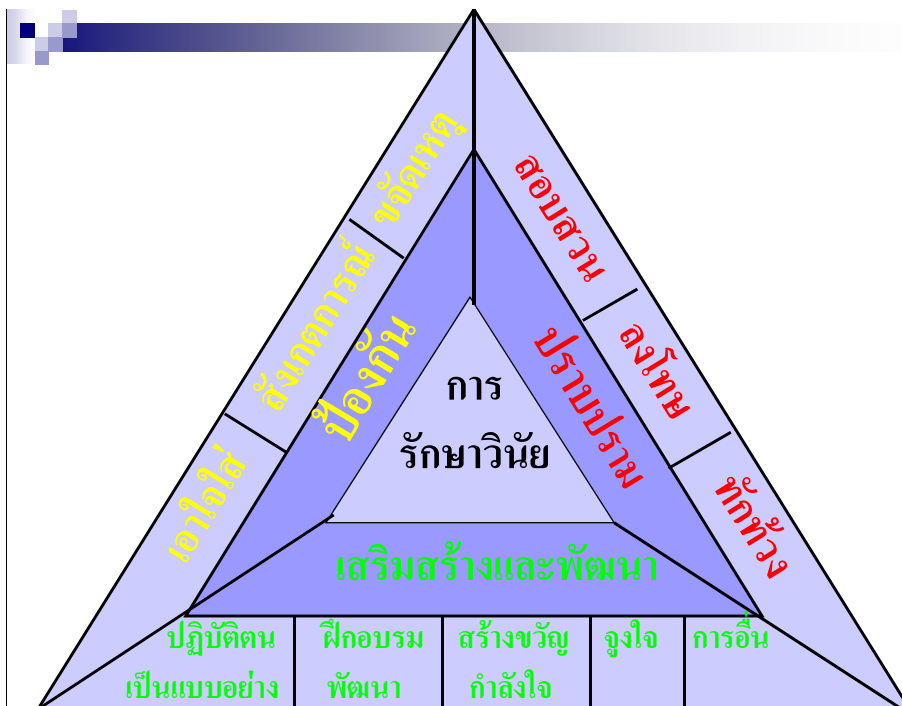 การ
รักษาวินัย
ป้องกัน
ขจัดเหตุ
สังเกตการณ์
เอาใจใส่
ปราบปราม
สอบสวน
ลงโทษ
ทักท้วง
เสริมสร้างและพัฒนา
ปฏิบัติตน
เป็นแบบอย่าง
ฝึกอบรม
พัฒนา
สร้างขวัญ
กำลังใจ
จูงใจ
การอื่น